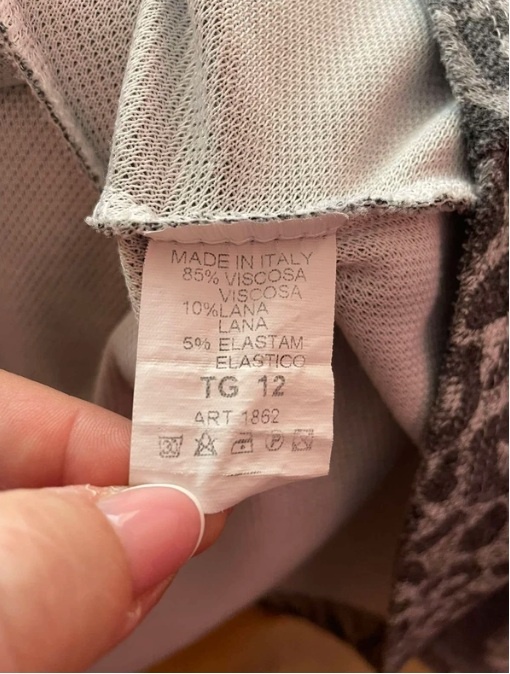 MADE IN ITALY
85% VISCOSA
VISCOSA
10%LANA
LANA
5% ELASTAM
ELASTICO
TG 12
ART 1862